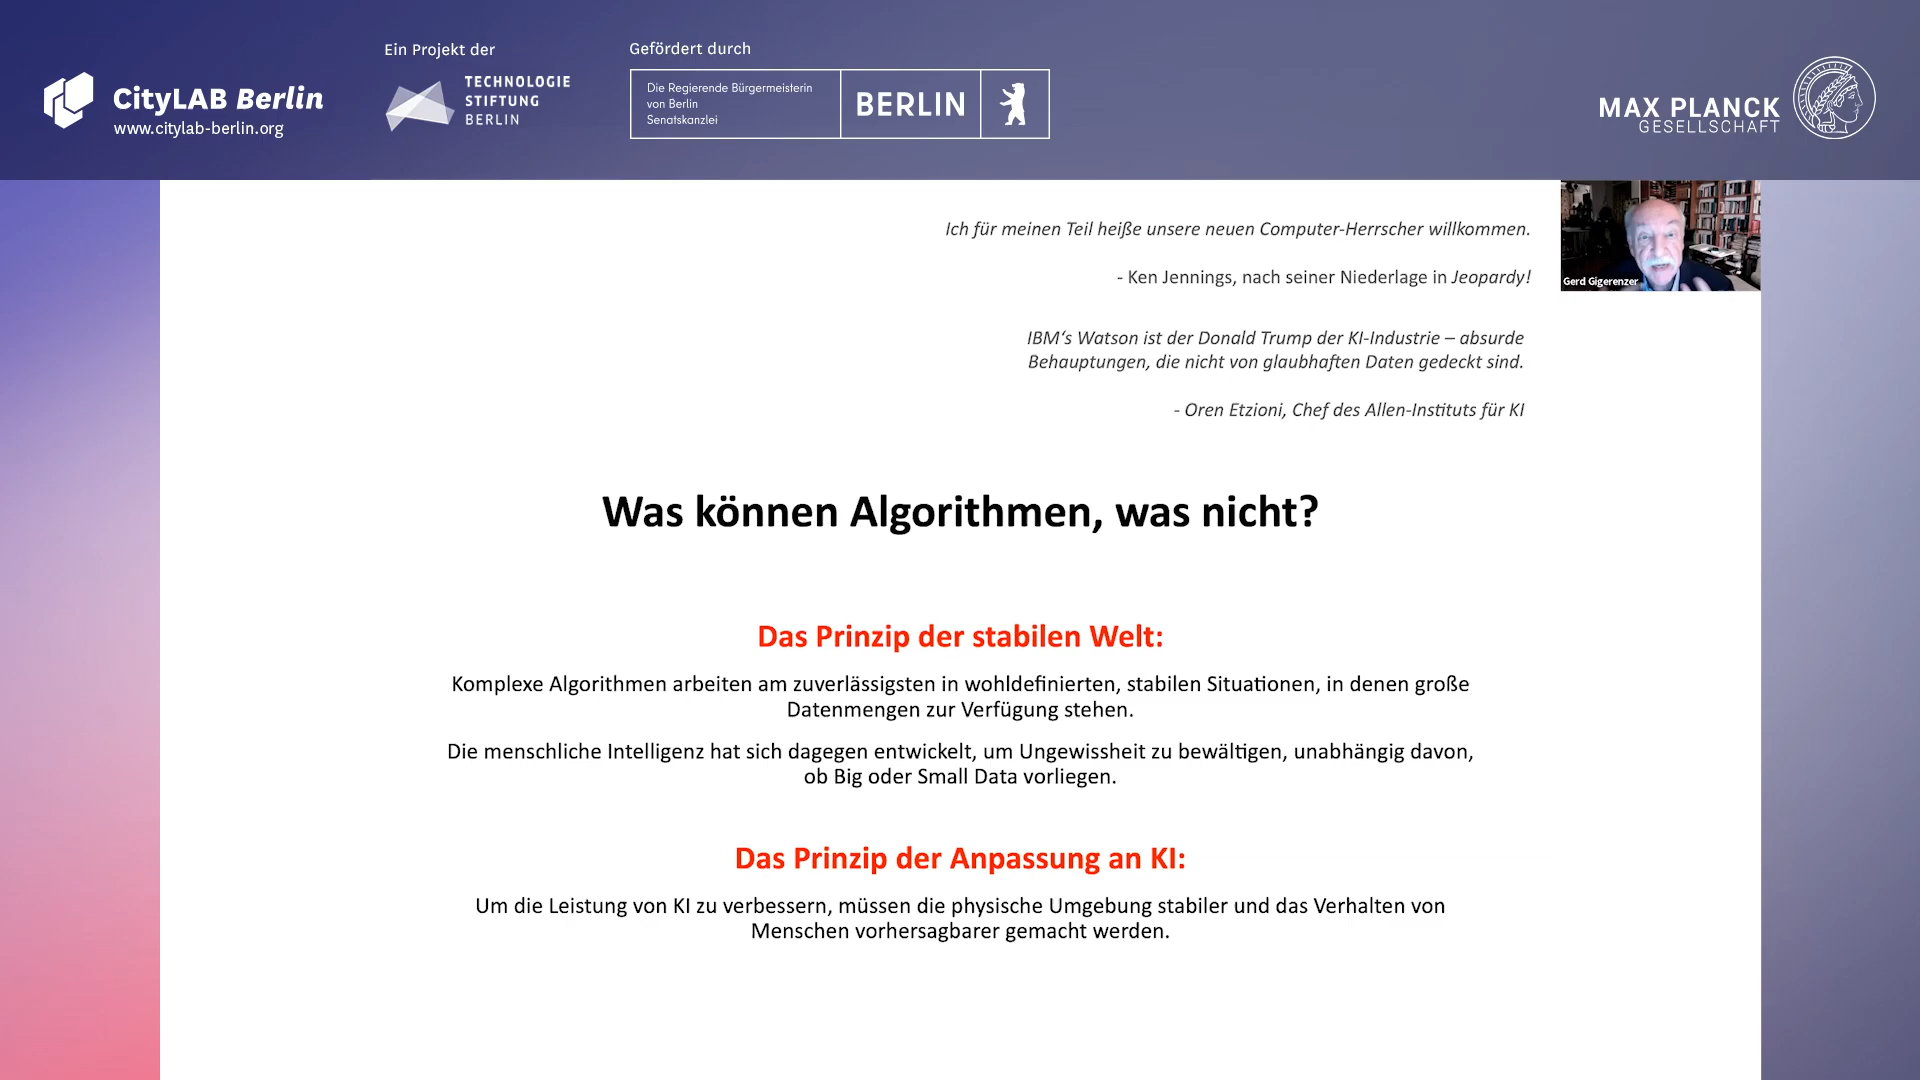 Ein Projekt der
Gefördert durch
CityLAB Berlin
www.citylab-berlin.org
TECHNOLOGIE
STIFTUNG
BERLIN
Die Regierende Bürgermeisterin
von Berlin
Senatskanzlei
BERLIN
MAX PLANCK
GESELLSCHAFT
Ich für meinen Teil heiße unsere neuen Computer-Herrscher willkommen.
- Ken Jennings, nach seiner Niederlage in Jeopardy!
Gerd Gigerenzer
IBM‘s Watson ist der Donald Trump der KI-Industrie – absurde
Behauptungen, die nicht von glaubhaften Daten gedeckt sind.
- Oren Etzioni, Chef des Allen-Instituts für KI
Was können Algorithmen, was nicht?
Das Prinzip der stabilen Welt:
Komplexe Algorithmen arbeiten am zuverlässigsten in wohldefinierten, stabilen Situationen, in denen große
Datenmengen zur Verfügung stehen.
Die menschliche Intelligenz hat sich dagegen entwickelt, um Ungewissheit zu bewältigen, unabhängig davon,
ob Big oder Small Data vorliegen.
Das Prinzip der Anpassung an KI:
Um die Leistung von KI zu verbessern, müssen die physische Umgebung stabiler und das Verhalten von
Menschen vorhersagbarer gemacht werden.